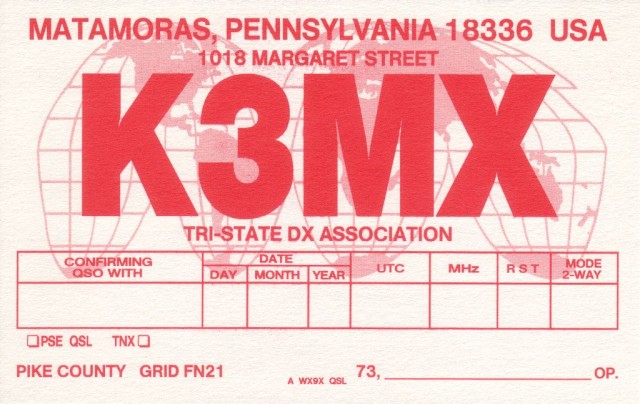 MATAMORAS, PENNSYLVANIA 18336 USA
1018 MARGARET STREET
K3MX
TRI-STATE DX ASSOCIATION
CONFIRMING QSO WITH DATE DAY MONTH YEAR UTC MHz RST MODE 2-WAY
PSE QSL TNX
PIKE COUNTY GRID FN21 A WX9X QSL 73, OP.